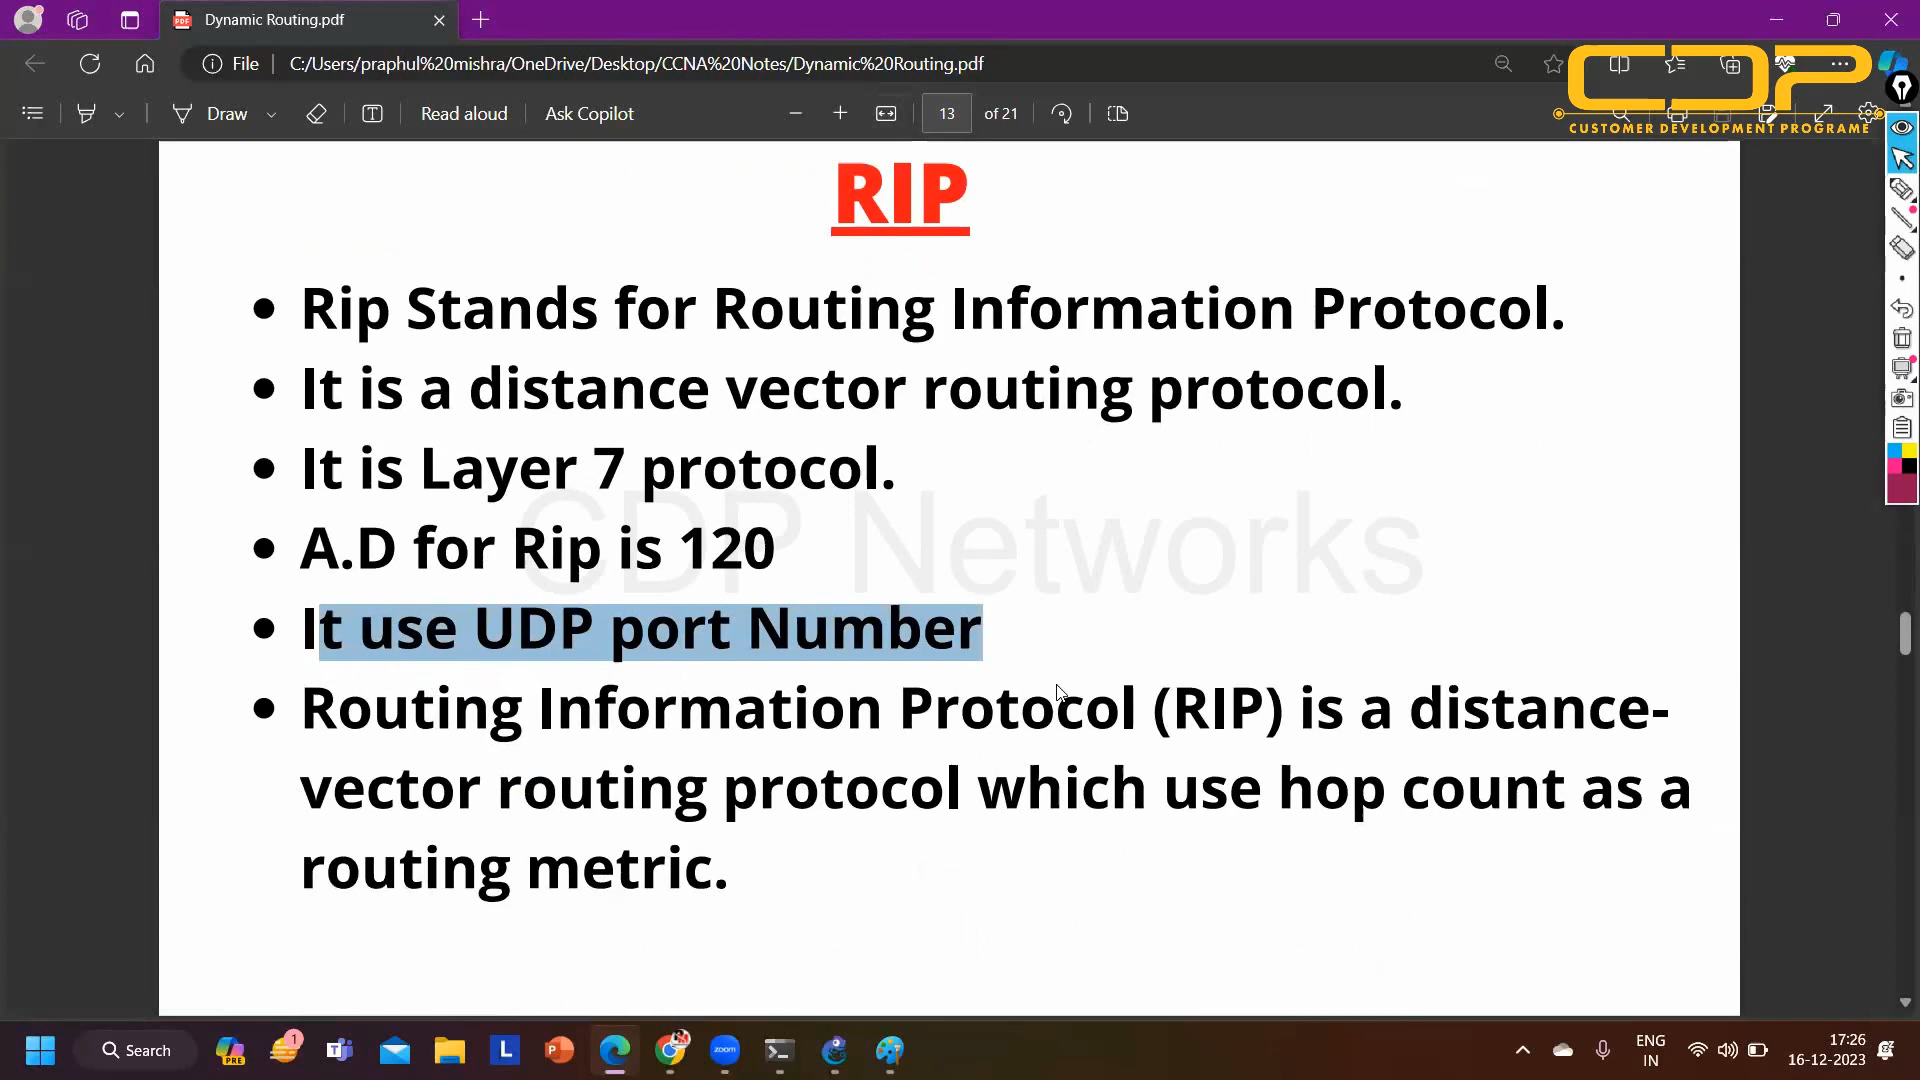 Dynamic Routing.pdf
File
C:/Users/praphul%20mishra/OneDrive/Desktop/CCNA%20Notes/Dynamic%20Routing.pdf
CDP
CUSTOMER DEVELOPMENT PROGRAME
Draw
Read aloud
Ask Copilot
13
of 21
RIP
• Rip Stands for Routing Information Protocol.
• It is a distance vector routing protocol.
• It is Layer 7 protocol.
• A.D for Rip is 120
CDP Networks
• It use UDP port Number
• Routing Information Protocol (RIP) is a distance-
vector routing protocol which use hop count as a
routing metric.
Search
PRE
1
L
zoom
ENG
IN
17:26
16-12-2023